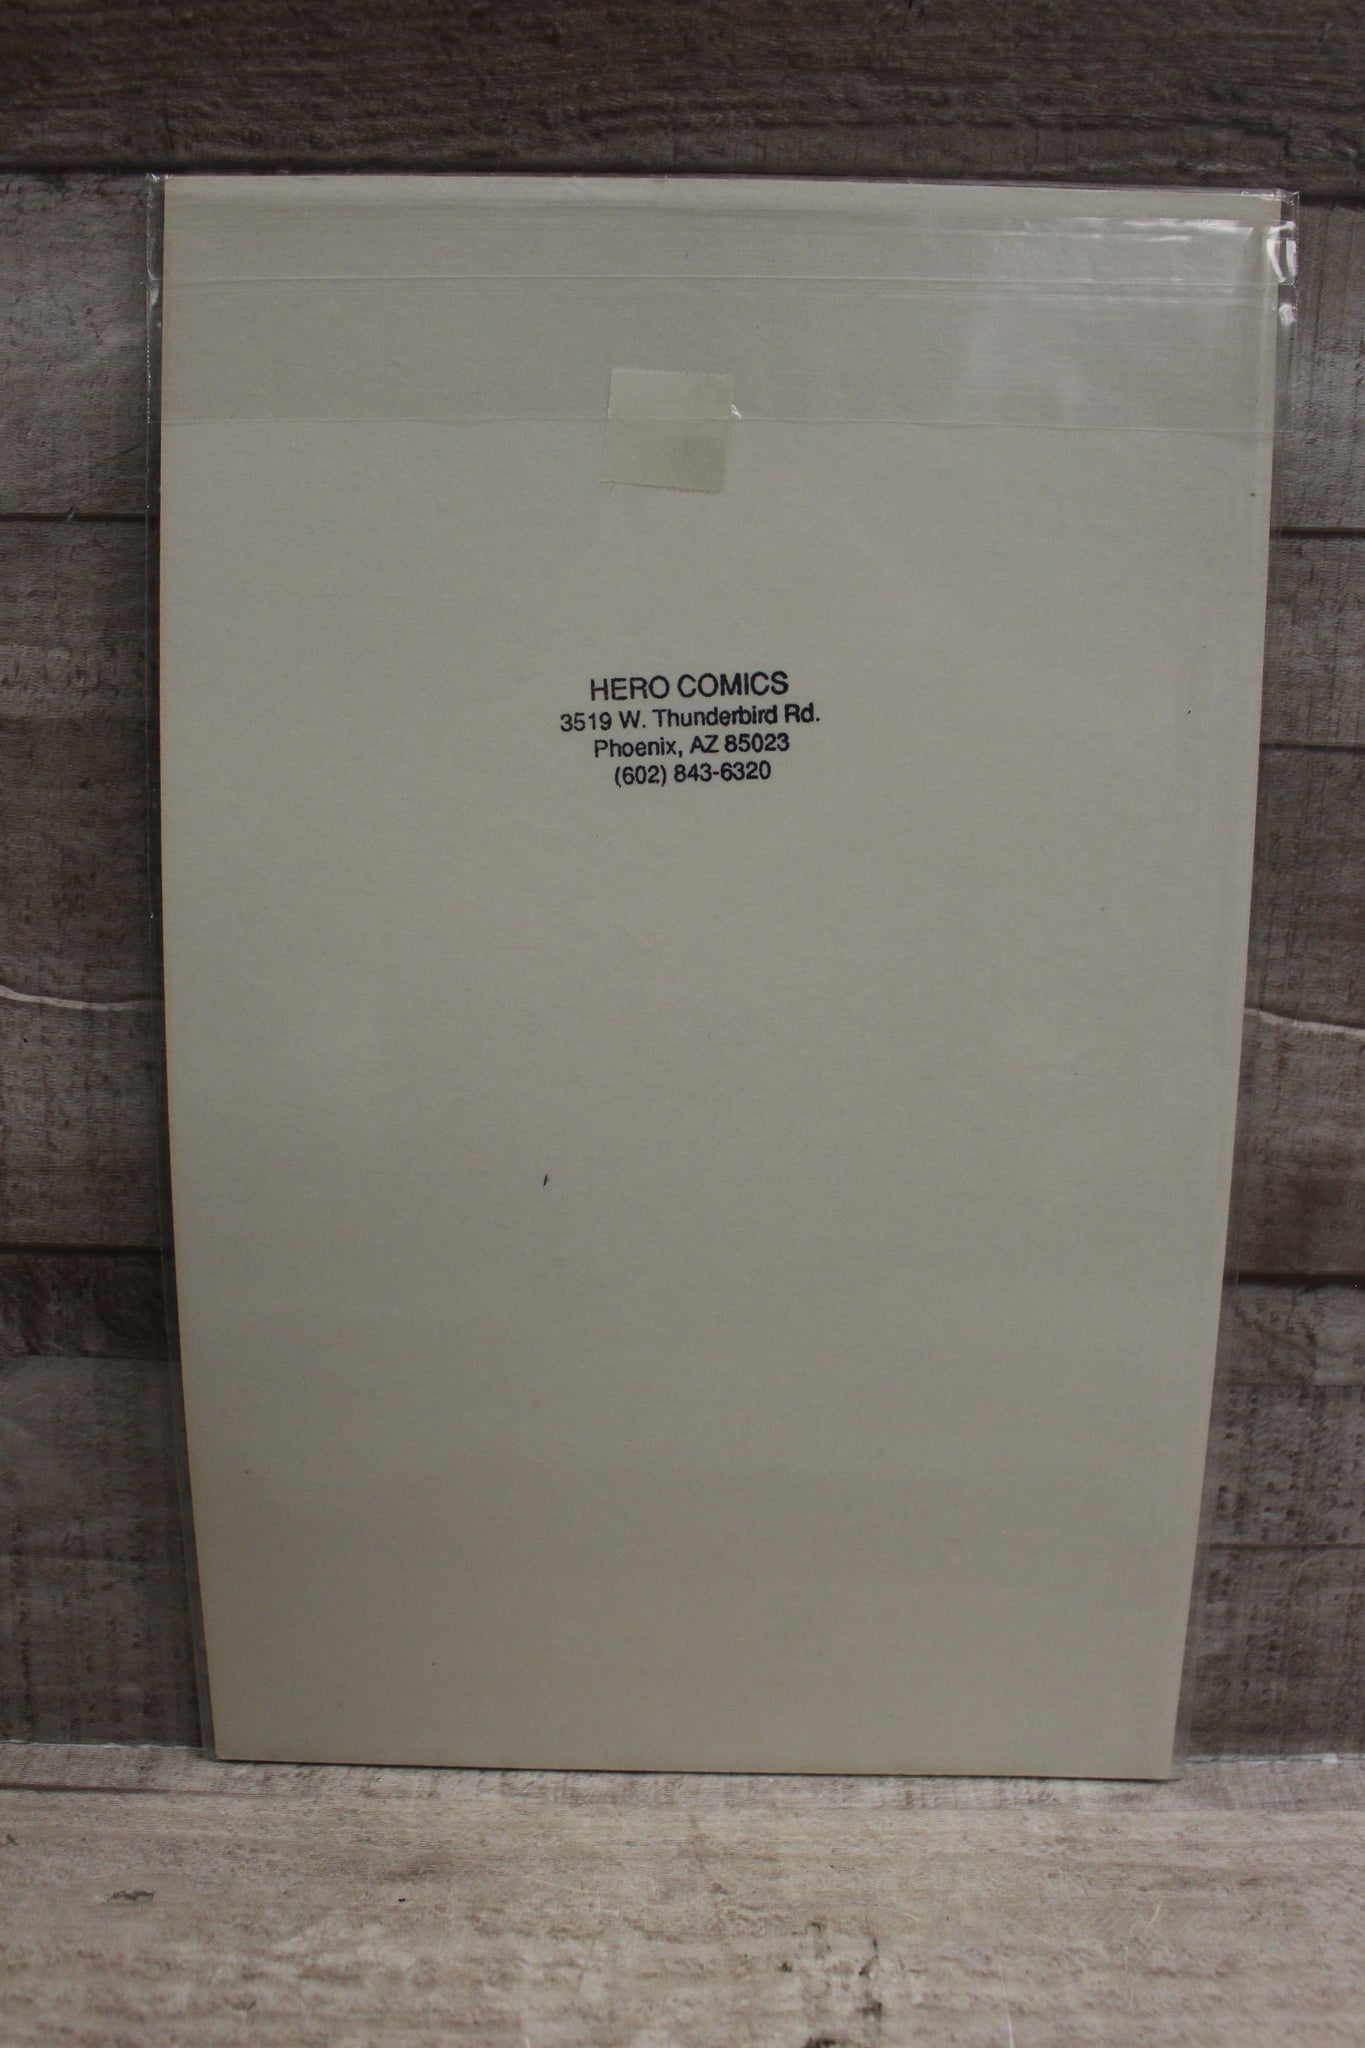 HERO COMICS
3519 W. Thunderbird Rd.
Phoenix, AZ 85023
(602) 843-6320